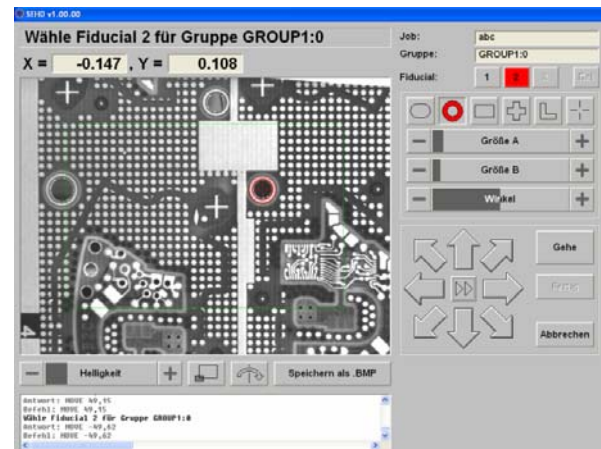 SEHO v1.00.00
Wähle Fiducial 2 für Gruppe GROUP1:0
X = -0.147 , Y = 0.108
Job: abc
Gruppe: GROUP1:0
Fiducial: 1 2
Größe A
Größe B
Winkel
Gehe
Abbrechen
Helligkeit
Speichern als .BMP
Antwort: MOVE 49,15
Befehl: MOVE 49,15
Wähle Fiducial 2 für Gruppe GROUP1:0
Antwort: MOVE -49,62
Befehl: MOVE -49,62